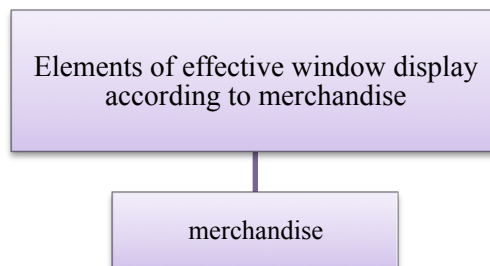 Elements of effective window display
according to merchandise
merchandise